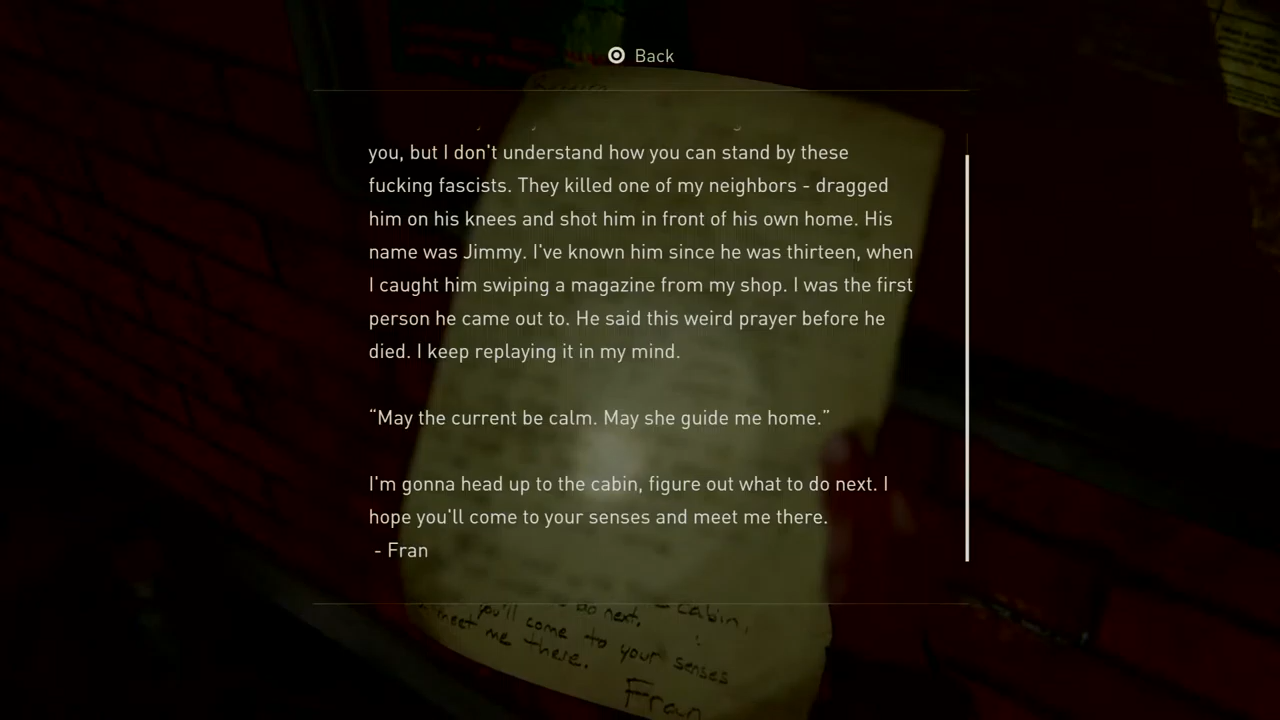 Back
you, but I don't understand how you can stand by these
fucking fascists. They killed one of my neighbors - dragged
him on his knees and shot him in front of his own home. His
name was Jimmy. I've known him since he was thirteen, when
I caught him swiping a magazine from my shop. I was the first
person he came out to. He said this weird prayer before he
died. I keep replaying it in my mind.
“May the current be calm. May she guide me home.”
I'm gonna head up to the cabin, figure out what to do next. I
hope you'll come to your senses and meet me there.
- Fran
do next. cabin,
you'll come to your senses
meet me there.
Fran